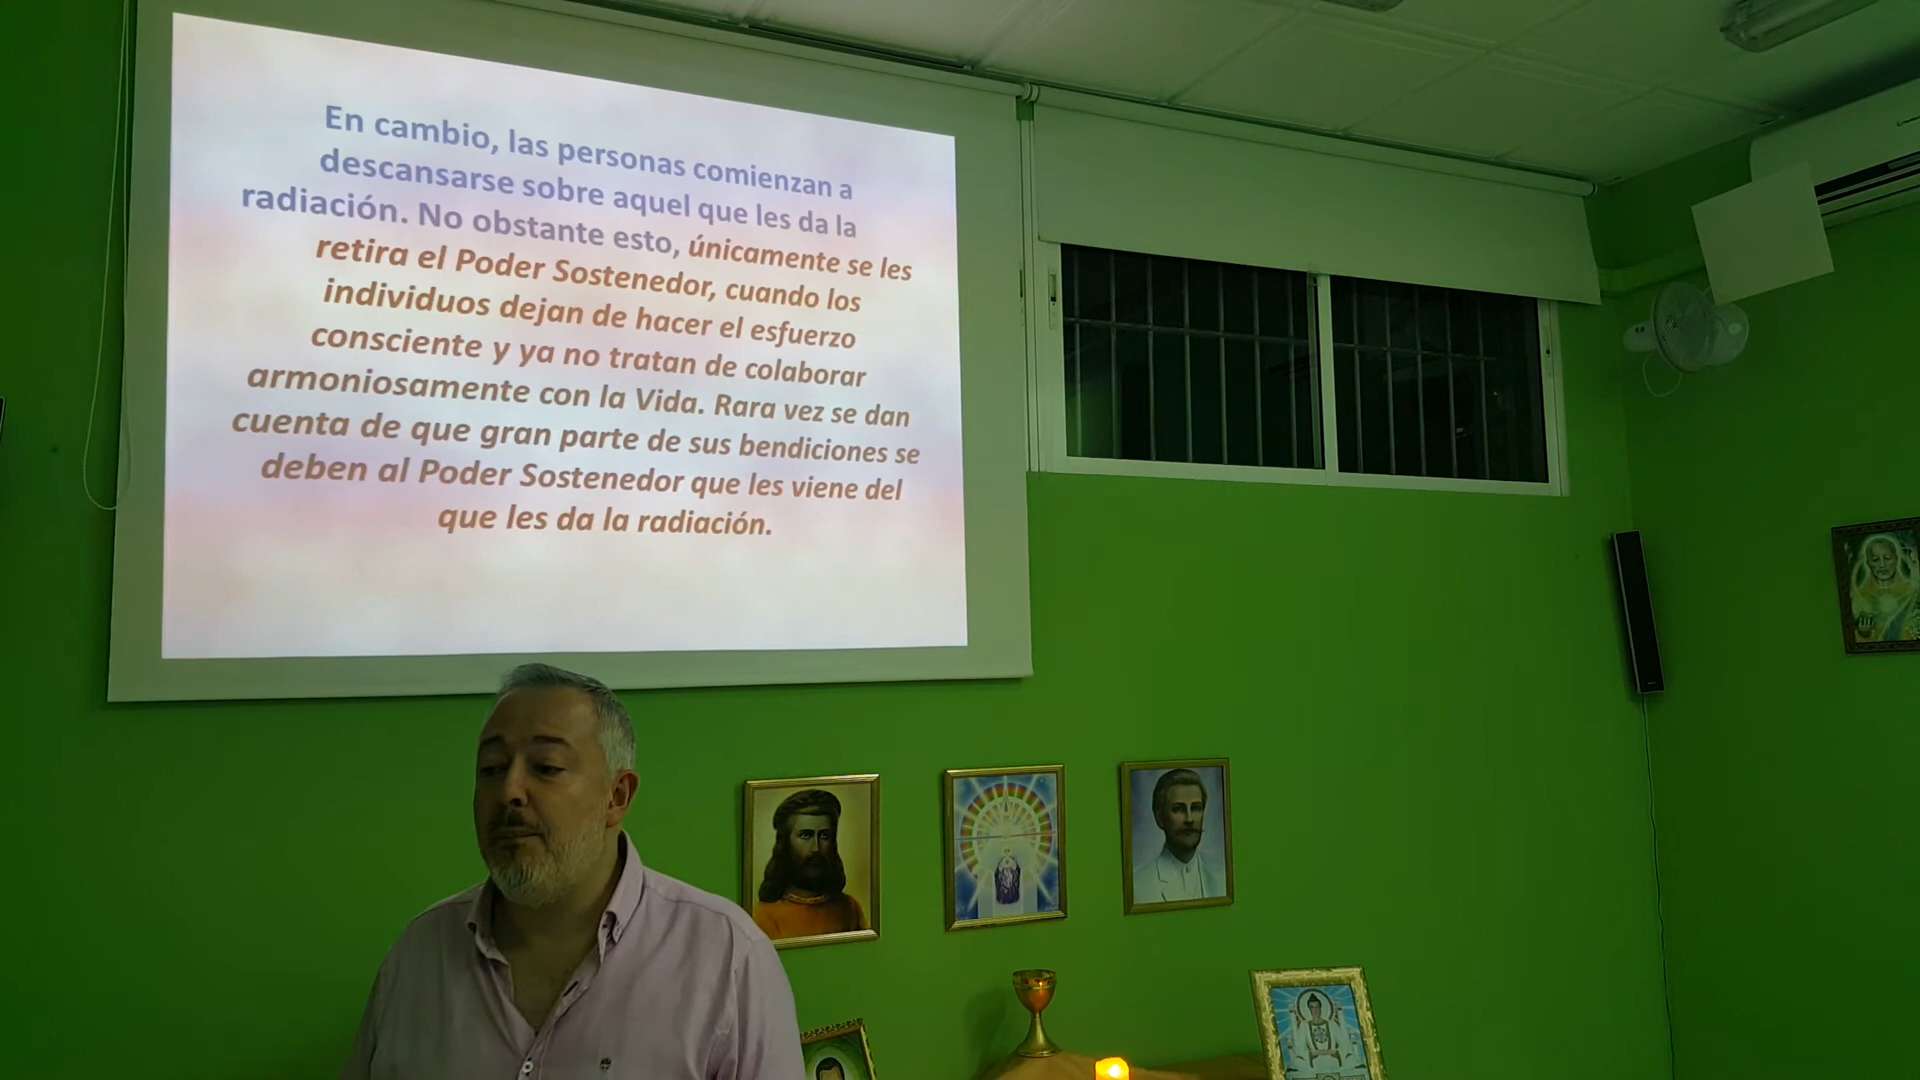 En cambio, las personas comienzan a
descansarse sobre aquel que les da la
radiación. No obstante esto, únicamente se les
retira el Poder Sostenedor, cuando los
individuos dejan de hacer el esfuerzo
consciente y ya no tratan de colaborar
armoniosamente con la Vida. Rara vez se dan
cuenta de que gran parte de sus bendiciones se
deben al Poder Sostenedor que les viene del
que les da la radiación.